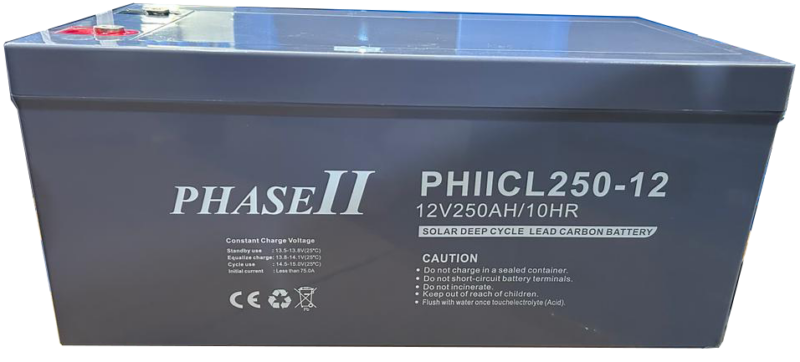 PHASE II
PHIICL250-12
12V250AH/10HR
SOLAR DEEP CYCLE LEAD CARBON BATTERY
Constant Charge Voltage
Standby use : 13.5-13.8V(25°C)
Equalize charge: 13.8-14.1V(25°C)
Cycle use : 14.5-15.0V(25°C)
Initial current : Less than 75.0A
CAUTION
• Do not charge in a sealed container.
• Do not short-circuit battery terminals.
• Do not incinerate.
• Keep out of reach of children.
• Flush with water once touchelectrolyte (Acid).
CE
Pb